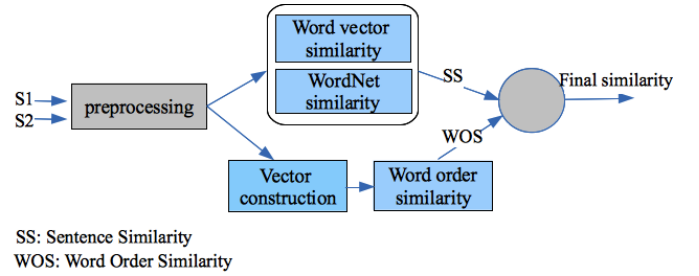 Word vector
similarity
WordNet
similarity
S1
S2
preprocessing
SS
Final similarity
WOS
Vector
construction
Word order
similarity
SS: Sentence Similarity
WOS: Word Order Similarity